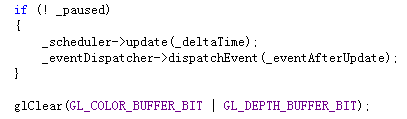 if (! _paused)
{
_scheduler->update(_deltaTime);
_eventDispatcher->dispatchEvent(_eventAfterUpdate);
}
glClear(GL_COLOR_BUFFER_BIT | GL_DEPTH_BUFFER_BIT);